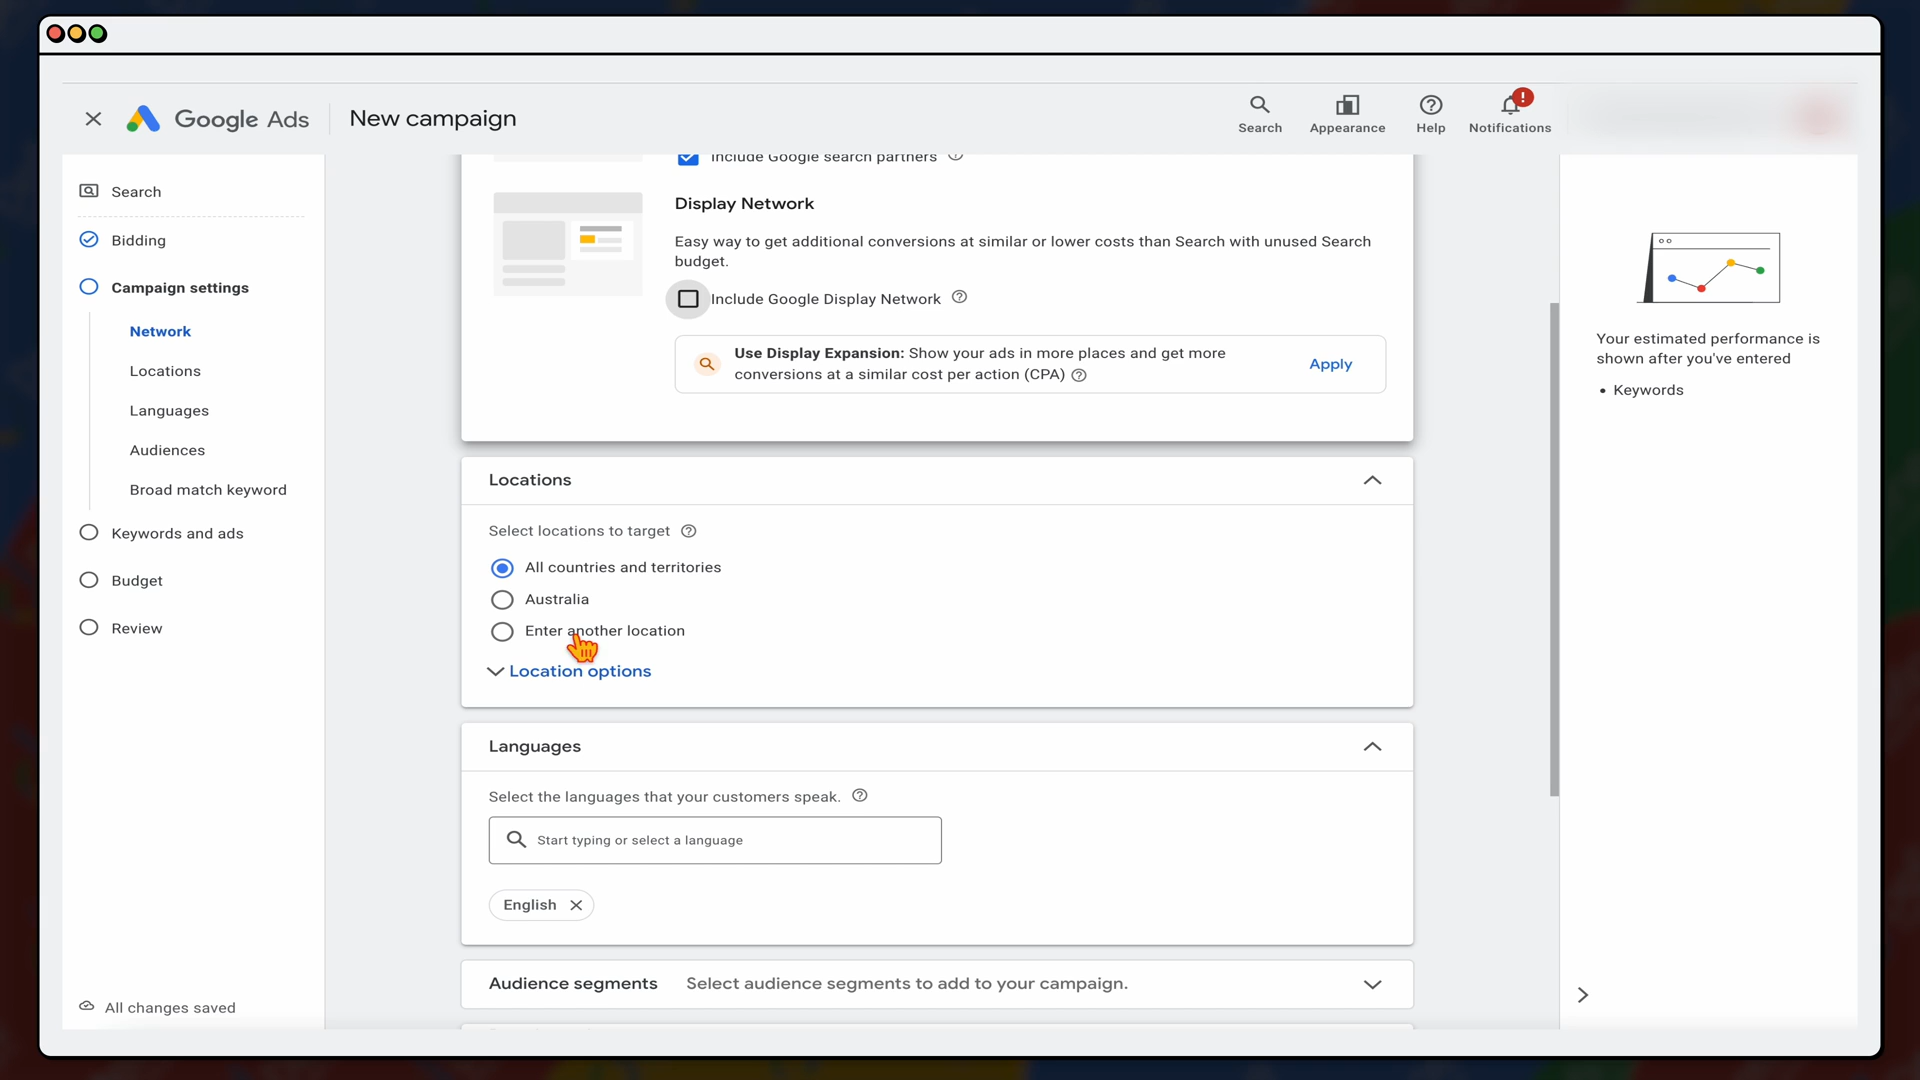 Google Ads
New campaign
Search
Appearance
Help
Notifications
Search
Bidding
Campaign settings
Network
Locations
Languages
Audiences
Broad match keyword
Keywords and ads
Budget
Review
All changes saved
Include Google search partners
Display Network
Easy way to get additional conversions at similar or lower costs than Search with unused Search
budget.
Include Google Display Network
Use Display Expansion: Show your ads in more places and get more
conversions at a similar cost per action (CPA)
Apply
Locations
Select locations to target
All countries and territories
Australia
Enter another location
Location options
Languages
Select the languages that your customers speak.
Start typing or select a language
English
Audience segments Select audience segments to add to your campaign.
Your estimated performance is
shown after you've entered
• Keywords